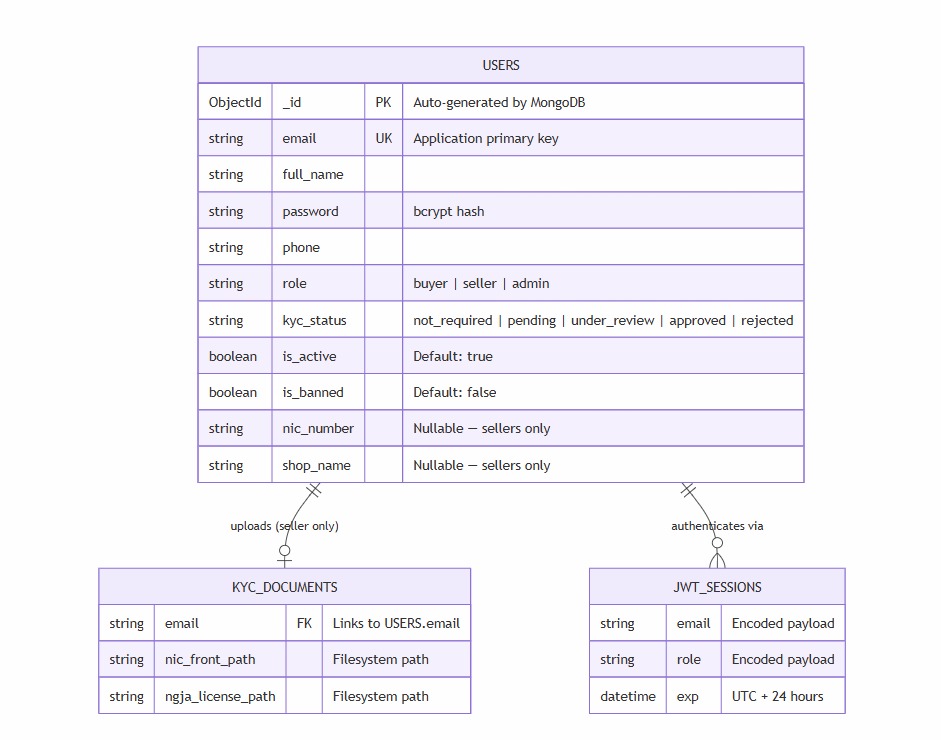 USERS
ObjectId _id PK Auto-generated by MongoDB
string email UK Application primary key
string full_name
string password bcrypt hash
string phone
string role buyer | seller | admin
string kyc_status not_required | pending | under_review | approved | rejected
boolean is_active Default: true
boolean is_banned Default: false
string nic_number Nullable — sellers only
string shop_name Nullable — sellers only
uploads (seller only)
authenticates via
KYC_DOCUMENTS
string email FK Links to USERS.email
string nic_front_path Filesystem path
string ngja_license_path Filesystem path
JWT_SESSIONS
string email Encoded payload
string role Encoded payload
datetime exp UTC + 24 hours